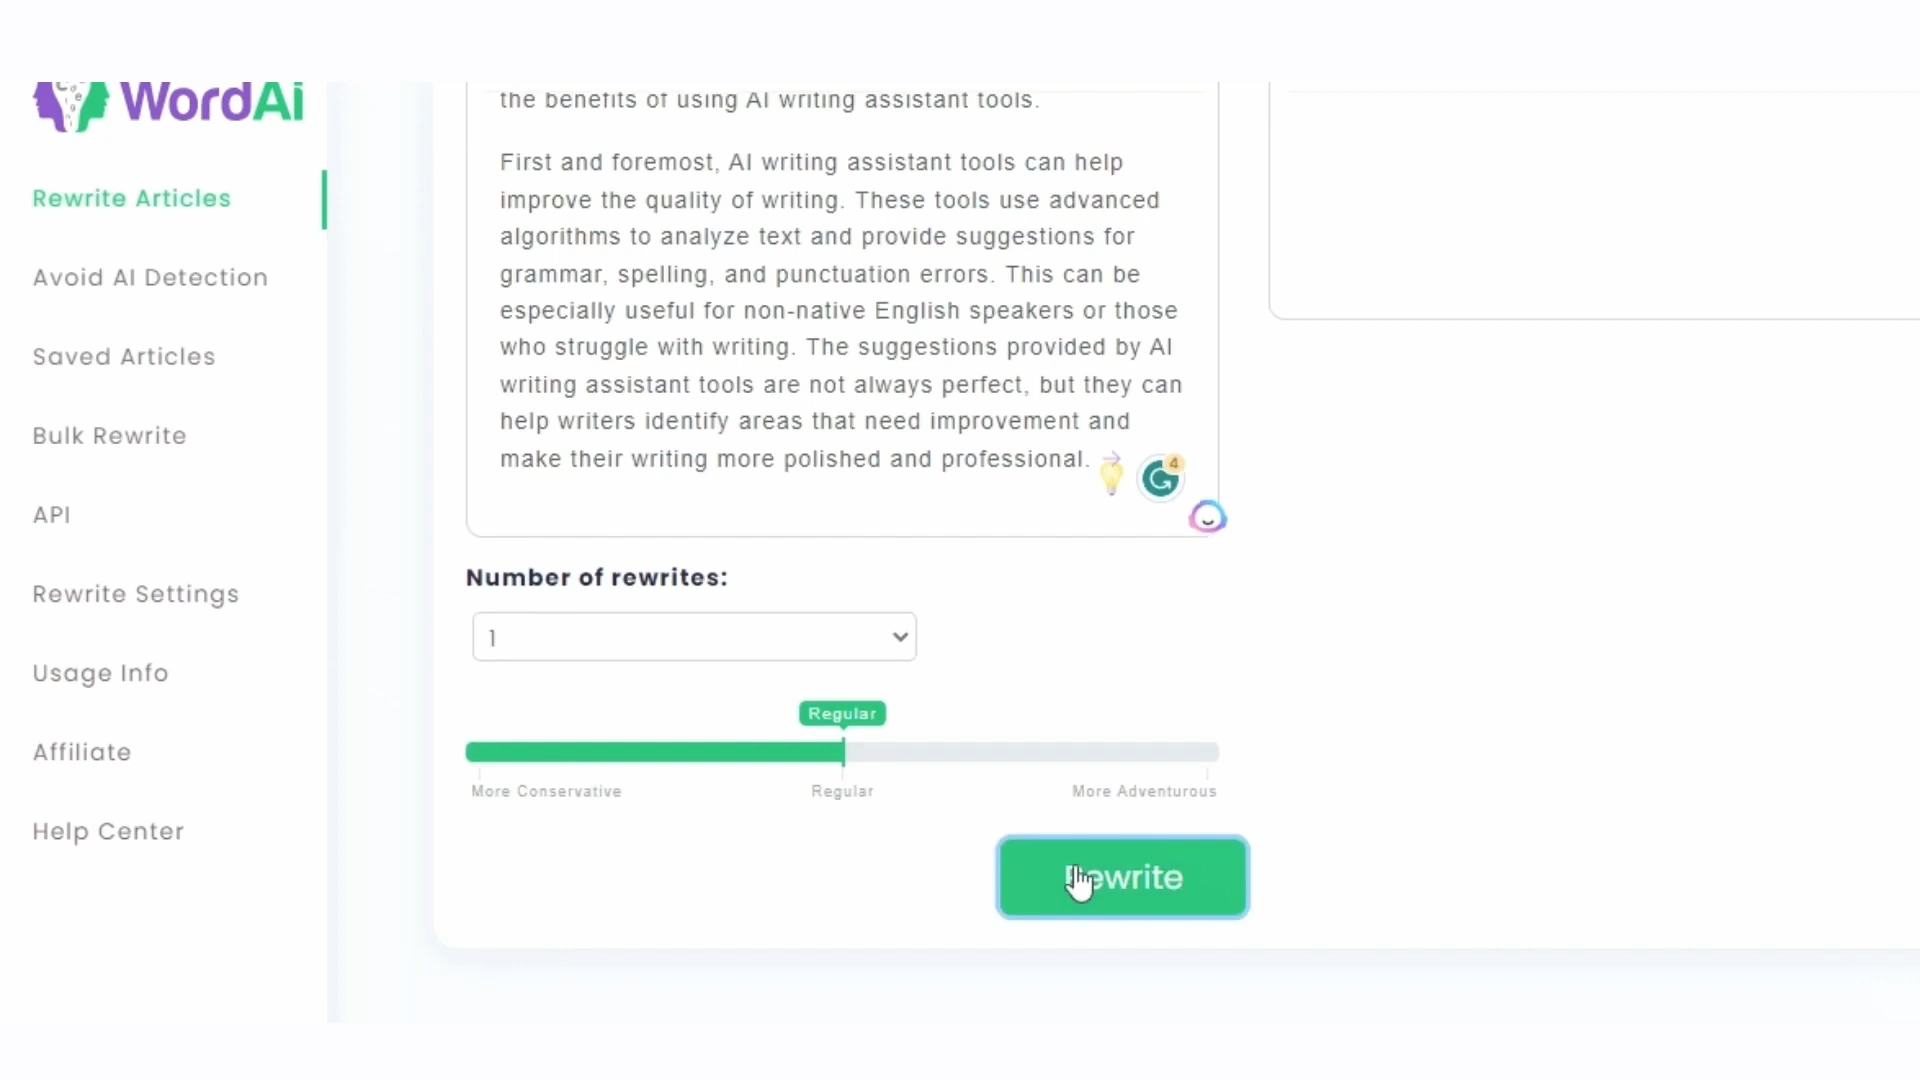 WordAi
Rewrite Articles
Avoid AI Detection
Saved Articles
Bulk Rewrite
API
Rewrite Settings
Usage Info
Affiliate
Help Center
the benefits of using AI writing assistant tools.
First and foremost, AI writing assistant tools can help
improve the quality of writing. These tools use advanced
algorithms to analyze text and provide suggestions for
grammar, spelling, and punctuation errors. This can be
especially useful for non-native English speakers or those
who struggle with writing. The suggestions provided by AI
writing assistant tools are not always perfect, but they can
help writers identify areas that need improvement and
make their writing more polished and professional.
4
Number of rewrites:
1
Regular
More Conservative
Regular
More Adventurous
Rewrite